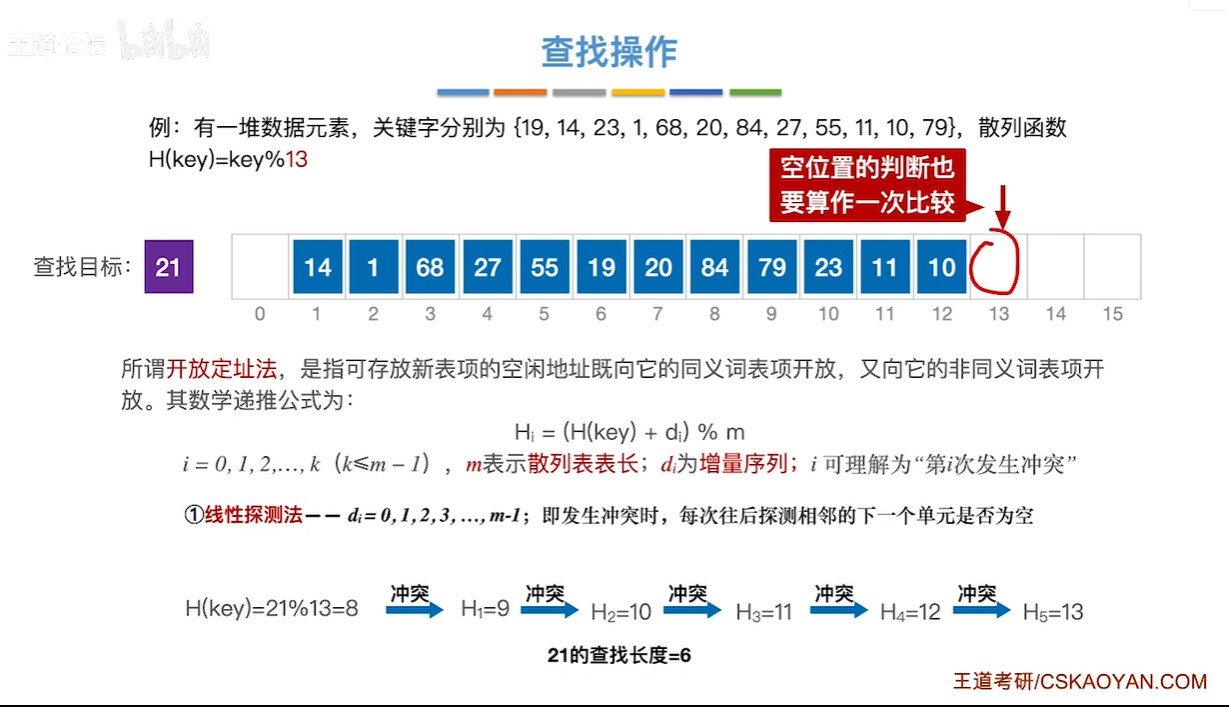 王道论坛 bilibili
查找操作
例：有一堆数据元素，关键字分别为 {19, 14, 23, 1, 68, 20, 84, 27, 55, 11, 10, 79}，散列函数
H(key)=key%13
空位置的判断也
要算作一次比较
查找目标： 21 14 1 68 27 55 19 20 84 79 23 11 10
0 1 2 3 4 5 6 7 8 9 10 11 12 13 14 15
所谓开放定址法，是指可存放新表项的空闲地址既向它的同义词表项开放，又向它的非同义词表项开
放。其数学递推公式为：
Hᵢ = (H(key) + dᵢ) % m
i = 0, 1, 2,…, k（k≤m − 1），m表示散列表表长；dᵢ为增量序列；i 可理解为“第i次发生冲突”
①线性探测法—— dᵢ = 0, 1, 2, 3, …, m-1；即发生冲突时，每次往后探测相邻的下一个单元是否为空
冲突 冲突 冲突 冲突 冲突
H(key)=21%13=8 H₁=9 H₂=10 H₃=11 H₄=12 H₅=13
21的查找长度=6
王道考研/CSKAOYAN.COM